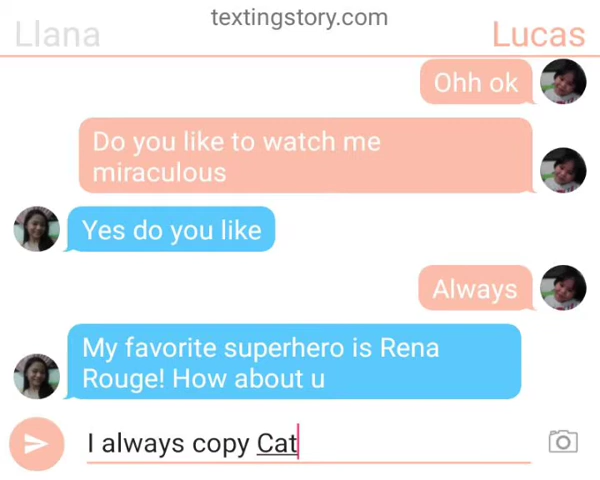 textingstory.com
Llana
Lucas
Ohh ok
Do you like to watch me
miraculous
Yes do you like
Always
My favorite superhero is Rena
Rouge! How about u
I always copy Cat